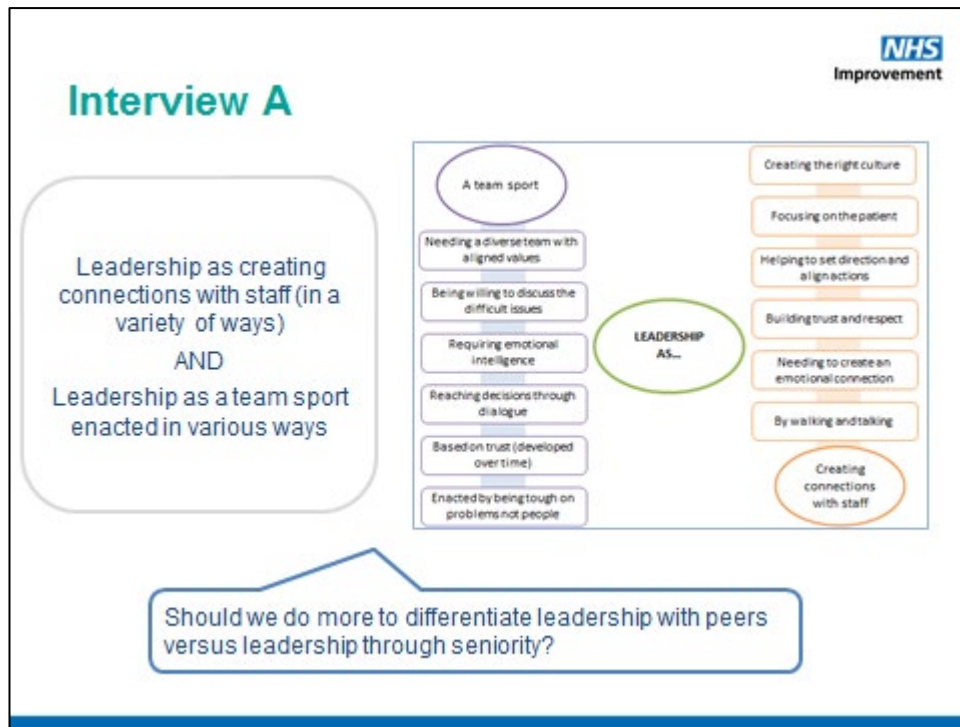 NHS
Improvement
Interview A
Leadership as creating
connections with staff (in a
variety of ways)
AND
Leadership as a team sport
enacted in various ways
A team sport
Needing a diverse team with
aligned values
Being willing to discuss the
difficult issues
Requiring emotional
intelligence
Reaching decisions through
dialogue
Based on trust (developed
over time)
Enacted by being tough on
problems not people
LEADERSHIP
AS...
Creating the right culture
Focusing on the patient
Helping to set direction and
align actions
Building trust and respect
Needing to create an
emotional connection
By walking and talking
Creating
connections
with staff
Should we do more to differentiate leadership with peers
versus leadership through seniority?